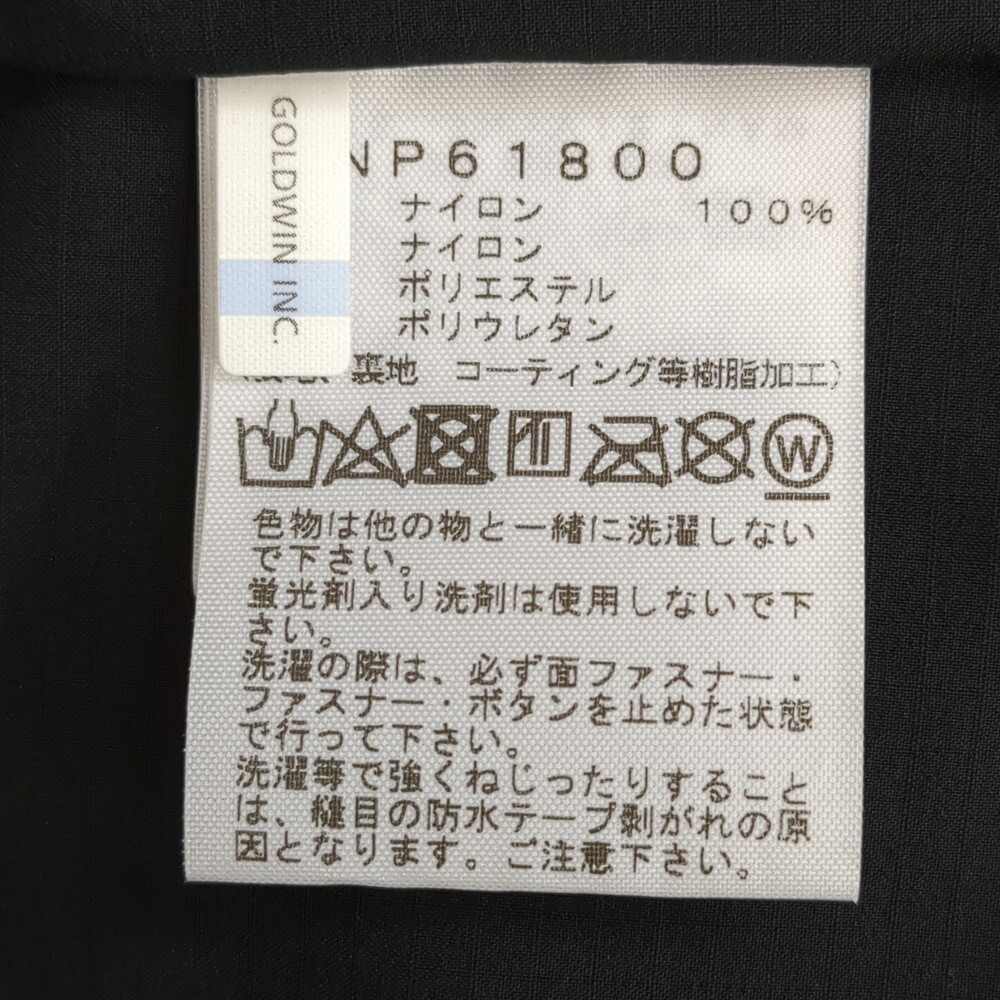 GOLDWIN INC.
NP61800
ナイロン 100%
ナイロン
ポリエステル
ポリウレタン
裏地 コーティング等樹脂加工)
W
色物は他の物と一緒に洗濯しない
で下さい。
蛍光剤入り洗剤は使用しないで下
さい。
洗濯の際は、必ず面ファスナー・
ファスナー・ボタンを止めた状態
で行って下さい。
洗濯等で強くねじったりすること
は、縫目の防水テープ剥がれの原
因となります。ご注意下さい。